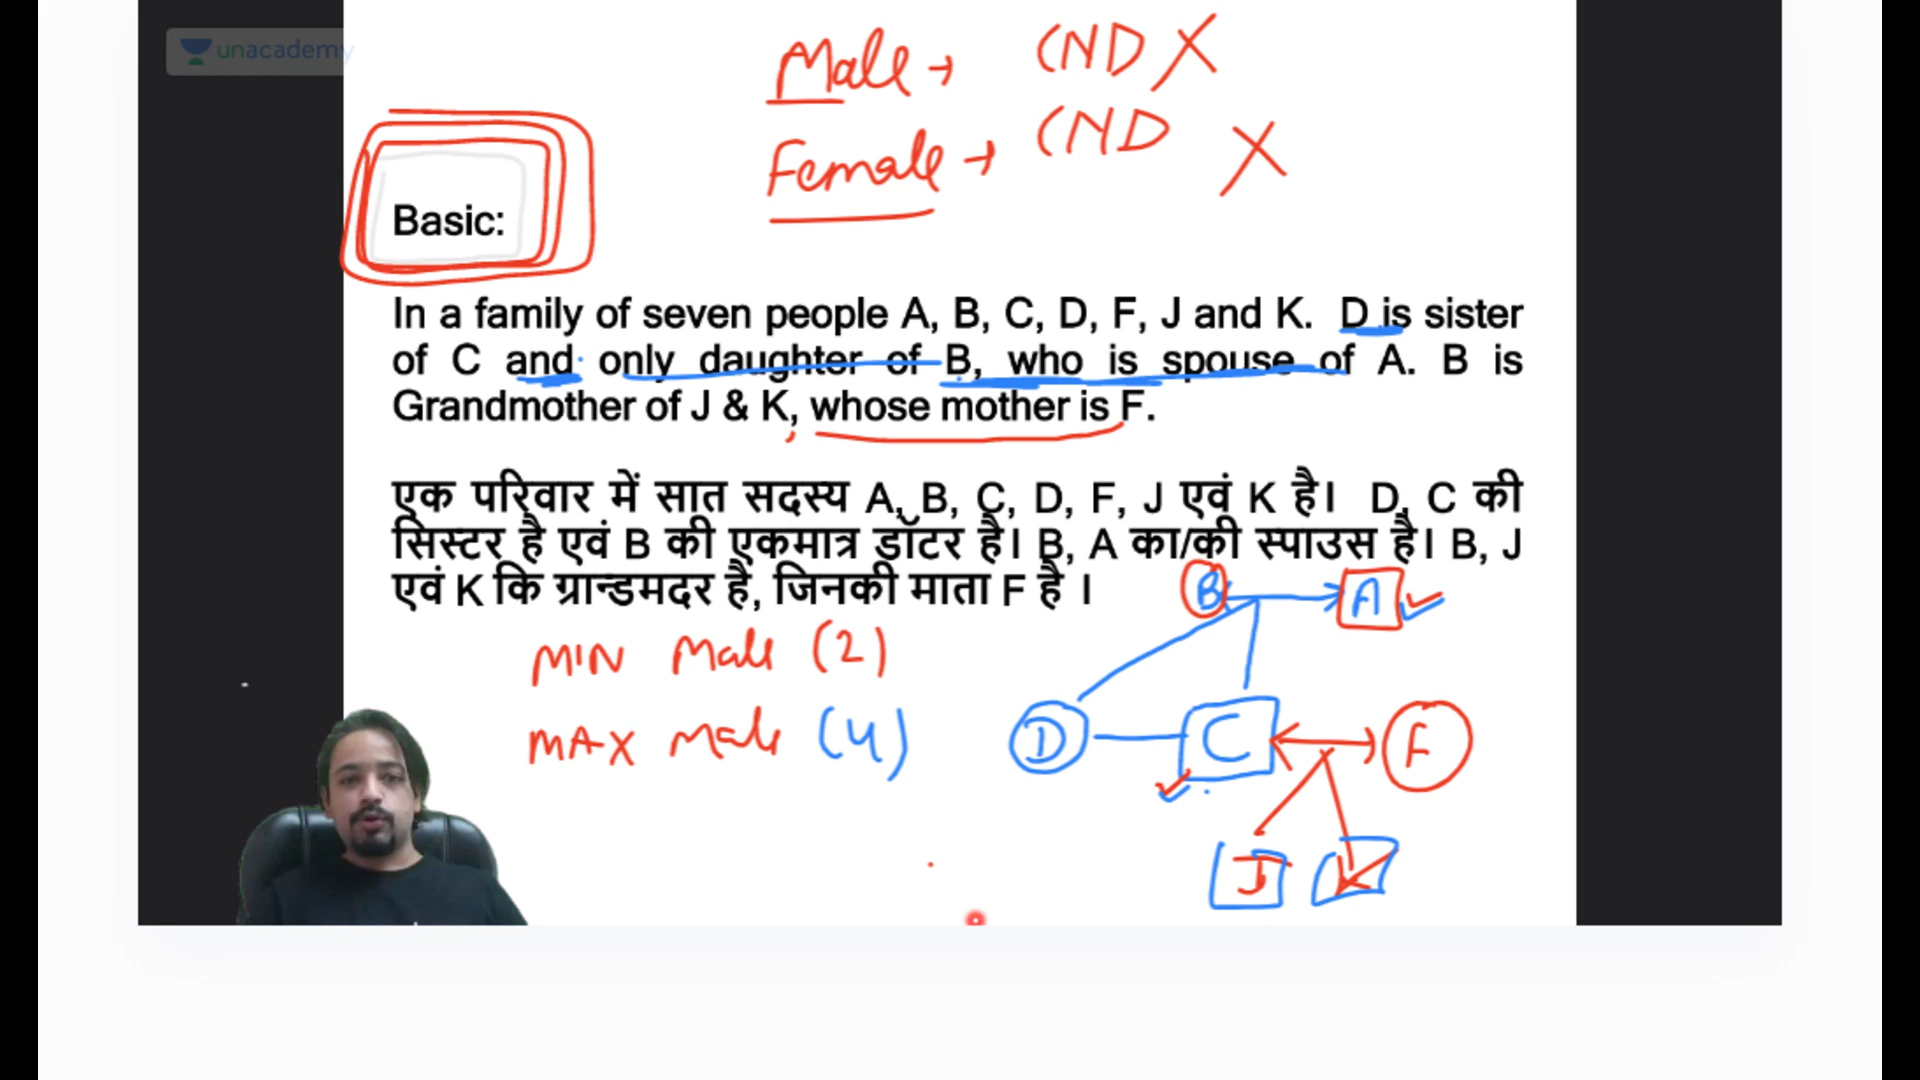 unacademy
Male → CND X
Female → CND X
Basic:
In a family of seven people A, B, C, D, F, J and K. D is sister
of C and only daughter of B, who is spouse of A. B is
Grandmother of J & K, whose mother is F.
एक परिवार में सात सदस्य A, B, C, D, F, J एवं K है। D, C की
सिस्टर है एवं B की एकमात्र डॉटर है। B, A का/की स्पाउस है। B, J
एवं K कि ग्रान्डमदर है, जिनकी माता F है ।
B A
MIN Male (2)
MAX Male (4)
D C F
J K